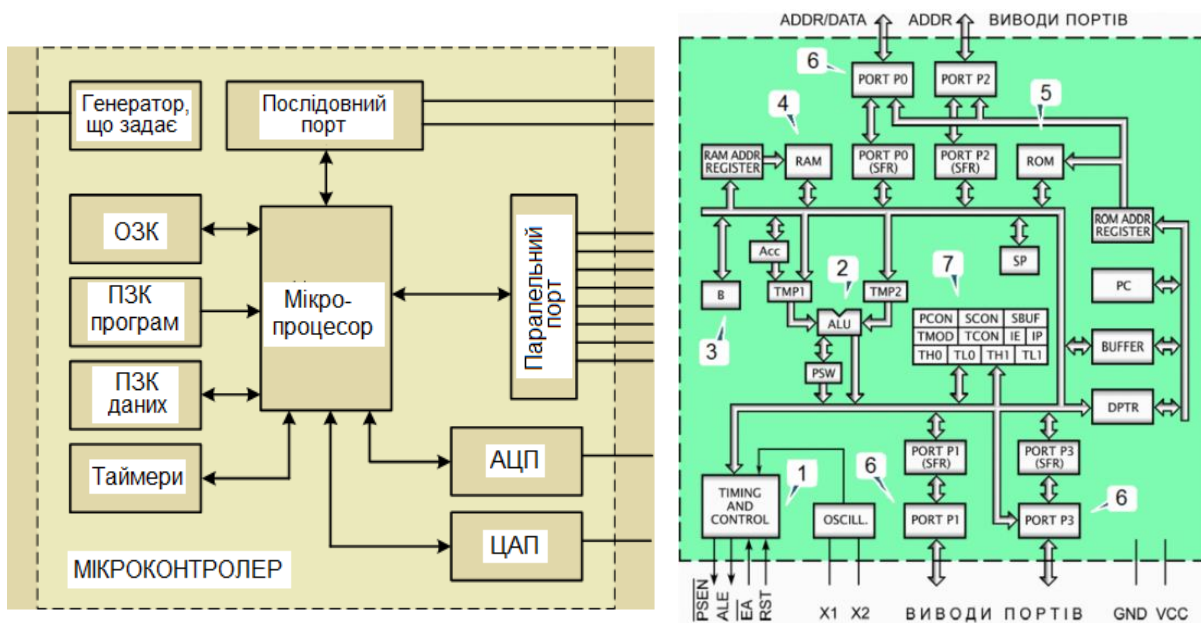 Генератор,
що задає
Послідовний
порт
ОЗК
ПЗК
програм
ПЗК
даних
Таймери
Мікро-
процесор
Паралельний
порт
АЦП
ЦАП
МІКРОКОНТРОЛЕР
ADDR/DATA ADDR ВИВОДИ ПОРТІВ
6
PORT P0
PORT P2
4
5
RAM ADDR
REGISTER
RAM
PORT P0
(SFR)
PORT P2
(SFR)
ROM
ROM ADDR
REGISTER
Acc
SP
2
7
B
TMP1
TMP2
PC
3
ALU
PCON SCON SBUF
TMOD TCON IE IP
TH0 TL0 TH1 TL1
BUFFER
PSW
DPTR
1
6
PORT P1
(SFR)
PORT P3
(SFR)
6
TIMING
AND
CONTROL
OSCILL.
PORT P1
PORT P3
PSEN
ALE
EA
RST
X1 X2 ВИВОДИ ПОРТІВ GND VCC